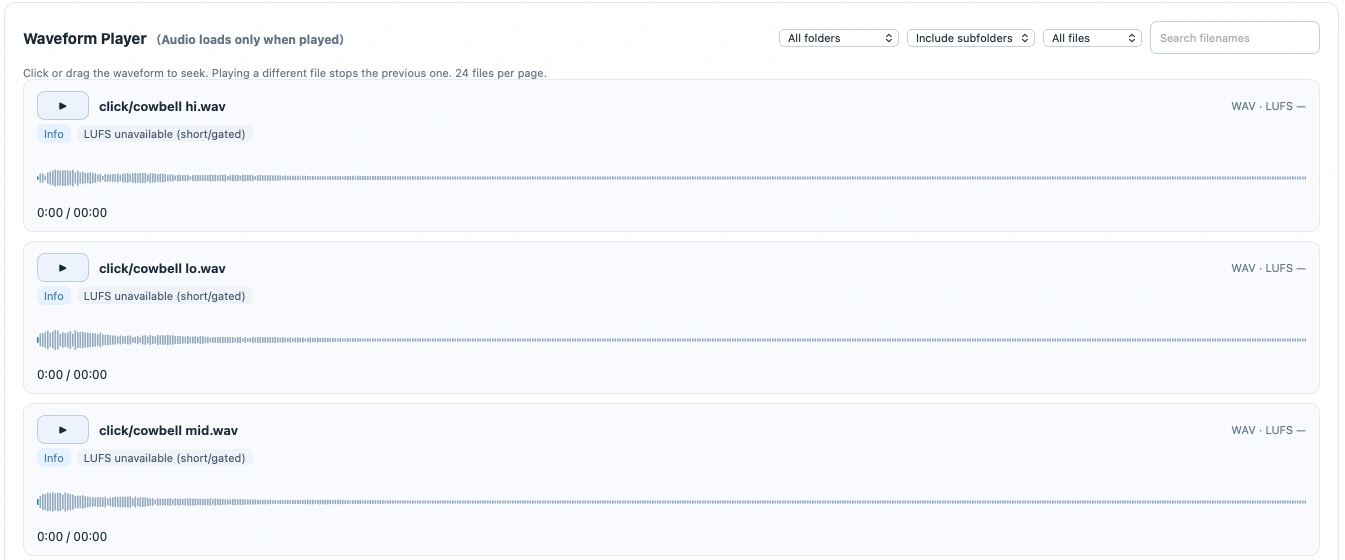 Waveform Player (Audio loads only when played) All folders Include subfolders All files Search filenames
Click or drag the waveform to seek. Playing a different file stops the previous one. 24 files per page.
click/cowbell hi.wav WAV · LUFS —
Info LUFS unavailable (short/gated)
0:00 / 00:00
click/cowbell lo.wav WAV · LUFS —
Info LUFS unavailable (short/gated)
0:00 / 00:00
click/cowbell mid.wav WAV · LUFS —
Info LUFS unavailable (short/gated)
0:00 / 00:00